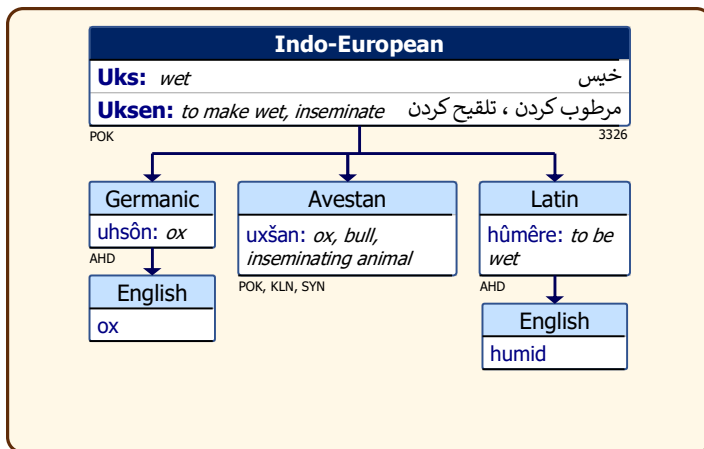 Indo-European
Uks: wet خیس
Uksen: to make wet, inseminate مرطوب کردن ، تلقیح کردن
POK 3326
Germanic Avestan Latin
uhsôn: ox
uxšan: ox, bull,
inseminating animal
hûmêre: to be
wet
AHD POK, KLN, SYN AHD
English
ox
English
humid